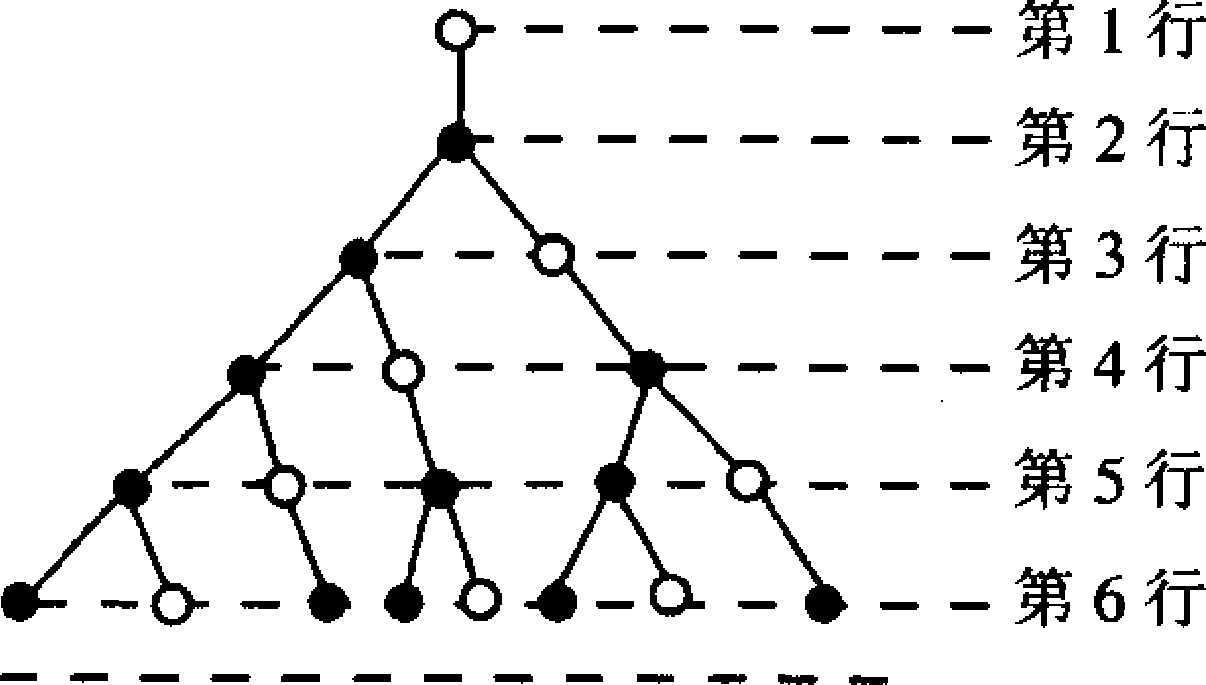 第 1 行
第 2 行
第 3 行
第 4 行
第 5 行
第 6 行